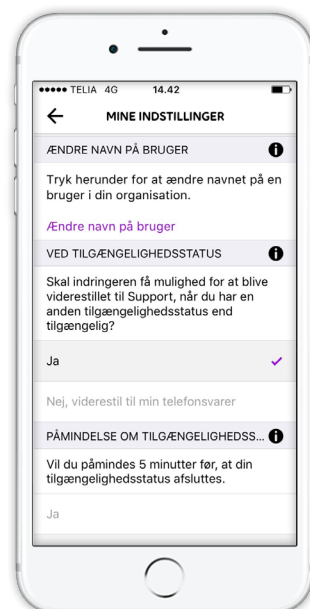 TELIA 4G 14.42
MINE INDSTILLINGER
ÆNDRE NAVN PÅ BRUGER
Tryk herunder for at ændre navnet på en
bruger i din organisation.
Ændre navn på bruger
VED TILGÆNGELIGHEDSSTATUS
Skal indringeren få mulighed for at blive
viderestillet til Support, når du har en
anden tilgængelighedsstatus end
tilgængelig?
Ja
Nej, viderestil til min telefonsvarer
PÅMINDELSE OM TILGÆNGELIGHEDSS...
Vil du påmindes 5 minutter før, at din
tilgængelighedsstatus afsluttes.
Ja